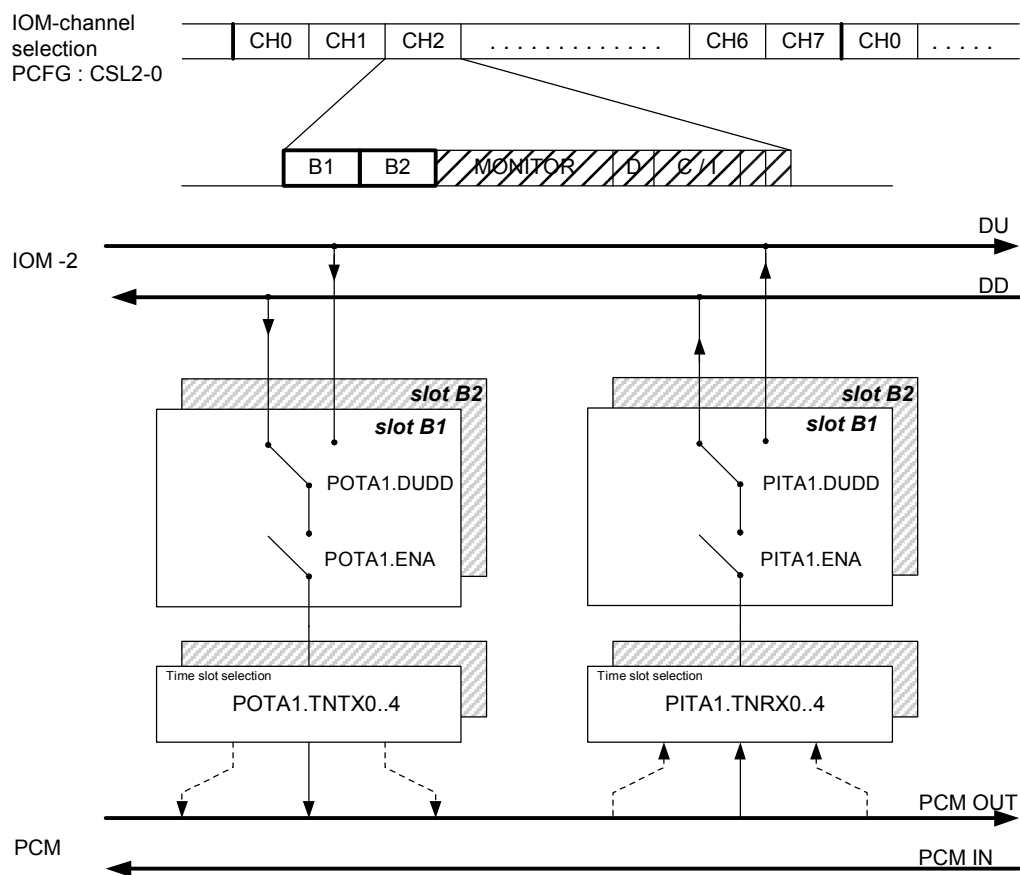 IOM-channel
selection
PCFG : CSL2-0
CH0 CH1 CH2 . . . . . . . . . . . . . CH6 CH7 CH0 . . . . .
B1 B2 MONITOR D C / I
DU
IOM -2
DD
slot B2 slot B2
slot B1 slot B1
POTA1.DUDD PITA1.DUDD
POTA1.ENA PITA1.ENA
Time slot selection Time slot selection
POTA1.TNTX0..4 PITA1.TNRX0..4
PCM OUT
PCM
PCM IN